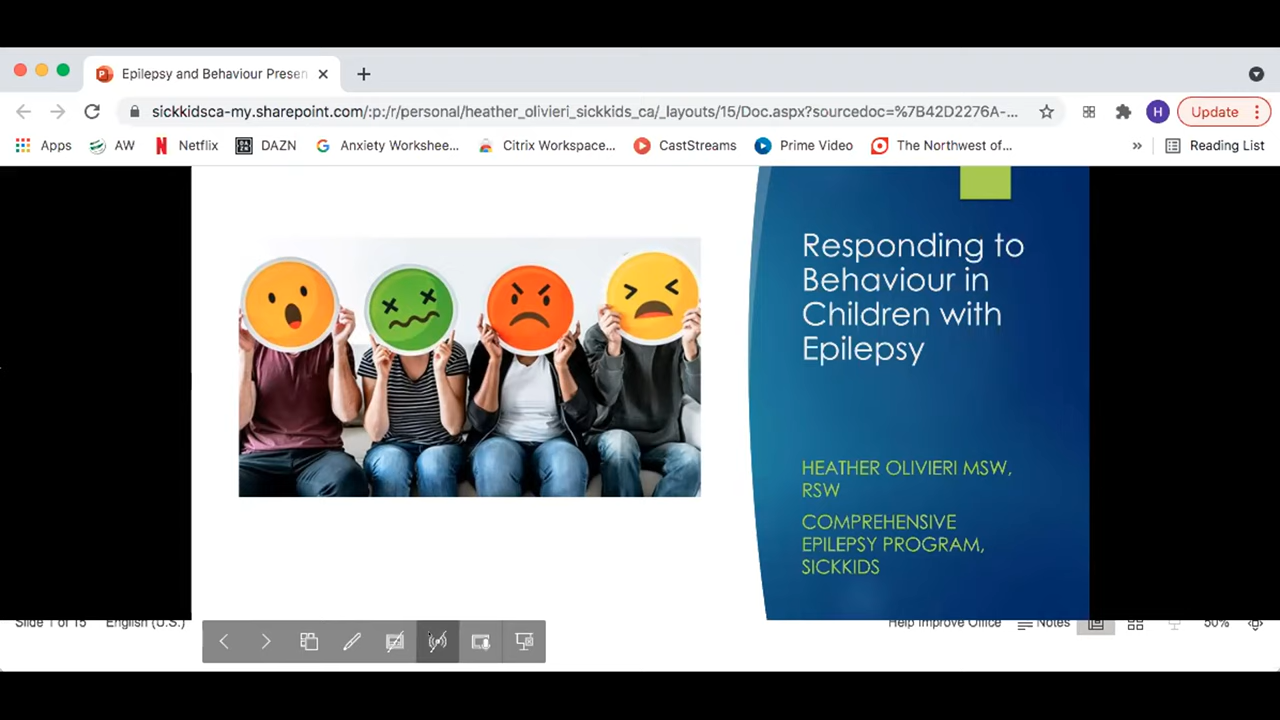 Epilepsy and Behaviour Presen
sickkidsca-my.sharepoint.com/:p:/r/personal/heather_olivieri_sickkids_ca/_layouts/15/Doc.aspx?sourcedoc=%7B42D2276A-...
H
Update
Apps
AW
Netflix
DAZN
Anxiety Workshee...
Citrix Workspace...
CastStreams
Prime Video
The Northwest of...
»
Reading List
Responding to
Behaviour in
Children with
Epilepsy
HEATHER OLIVIERI MSW,
RSW
COMPREHENSIVE
EPILEPSY PROGRAM,
SICKKIDS
Slide 1 of 15
English (U.S.)
Help Improve Office
Notes
50%